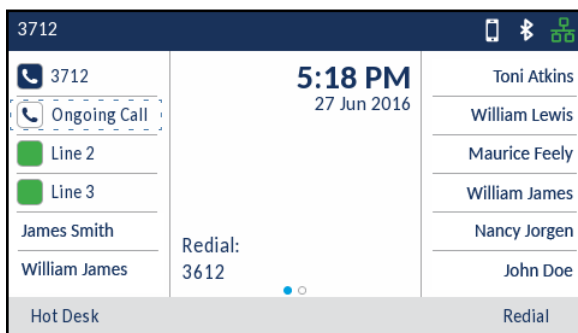 3712
3712
Ongoing Call
Line 2
Line 3
James Smith
William James
5:18 PM
27 Jun 2016
Redial:
3612
Toni Atkins
William Lewis
Maurice Feely
William James
Nancy Jorgen
John Doe
Hot Desk
Redial